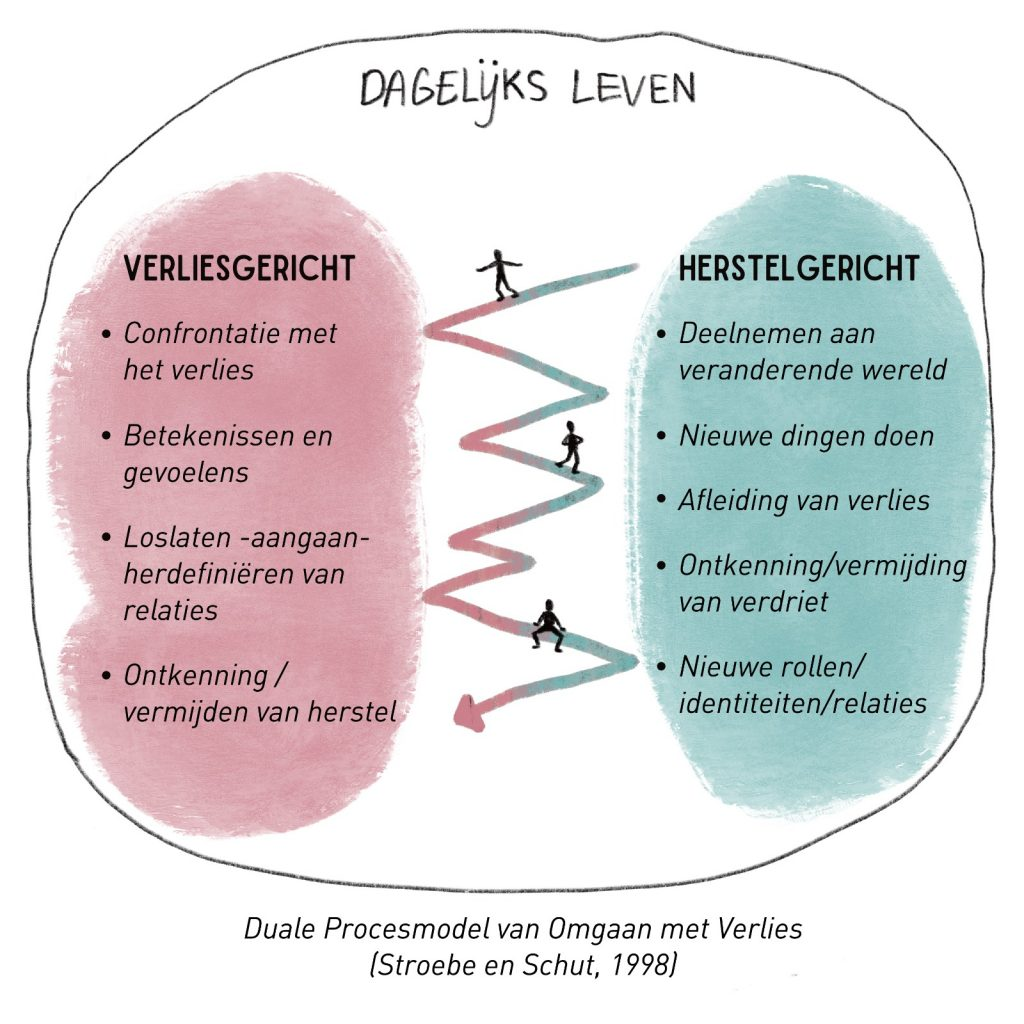 DAGELIJKS LEVEN
VERLIESGERICHT
• Confrontatie met
het verlies
• Betekenissen en
gevoelens
• Loslaten -aangaan-
herdefiniëren van
relaties
• Ontkenning /
vermijden van herstel
HERSTELGERICHT
• Deelnemen aan
veranderende wereld
• Nieuwe dingen doen
• Afleiding van verlies
• Ontkenning/vermijding
van verdriet
• Nieuwe rollen/
identiteiten/relaties
Duale Procesmodel van Omgaan met Verlies
(Stroebe en Schut, 1998)